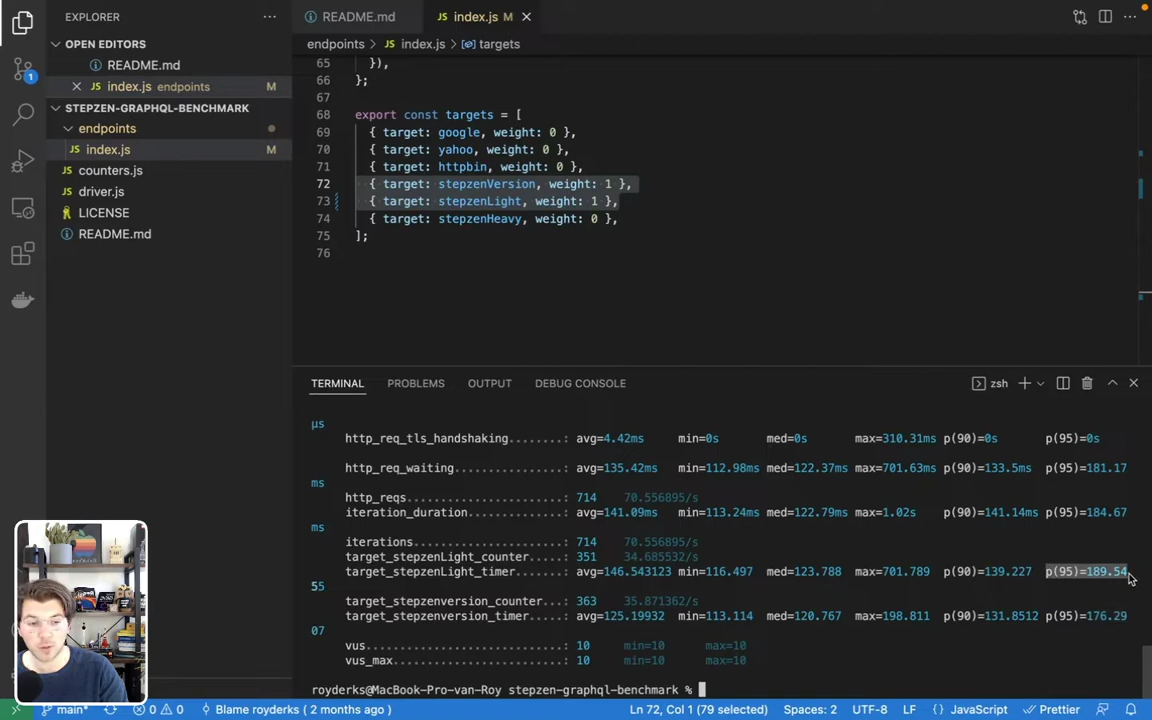 EXPLORER
README.md
index.js M
OPEN EDITORS
README.md
index.js endpoints M
STEPZEN-GRAPHQL-BENCHMARK
endpoints
index.js M
counters.js
driver.js
LICENSE
README.md
endpoints > index.js > targets
65 }),
66 };
67
68 export const targets = [
69 { target: google, weight: 0 },
70 { target: yahoo, weight: 0 },
71 { target: httpbin, weight: 0 },
72 { target: stepzenVersion, weight: 1 },
73 { target: stepzenLight, weight: 1 },
74 { target: stepzenHeavy, weight: 0 },
75 ];
76
TERMINAL PROBLEMS OUTPUT DEBUG CONSOLE zsh
µs
http_req_tls_handshaking........: avg=4.42ms min=0s med=0s max=310.31ms p(90)=0s p(95)=0s
http_req_waiting................: avg=135.42ms min=112.98ms med=122.37ms max=701.63ms p(90)=133.5ms p(95)=181.17
ms
http_reqs.......................: 714 70.556895/s
iteration_duration..............: avg=141.09ms min=113.24ms med=122.79ms max=1.02s p(90)=141.14ms p(95)=184.67
ms
iterations......................: 714 70.556895/s
target_stepzenLight_counter.....: 351 34.685532/s
target_stepzenLight_timer.......: avg=146.543123 min=116.497 med=123.788 max=701.789 p(90)=139.227 p(95)=189.54
55
target_stepzenversion_counter...: 363 35.871362/s
target_stepzenversion_timer.....: avg=125.19932 min=113.114 med=120.767 max=198.811 p(90)=131.8512 p(95)=176.29
07
vus.............................: 10 min=10 max=10
vus_max.........................: 10 min=10 max=10
royderks@MacBook-Pro-van-Roy stepzen-graphql-benchmark %
main* 0 0 Blame royderks ( 2 months ago ) Ln 72, Col 1 (79 selected) Spaces: 2 UTF-8 LF {} JavaScript Prettier